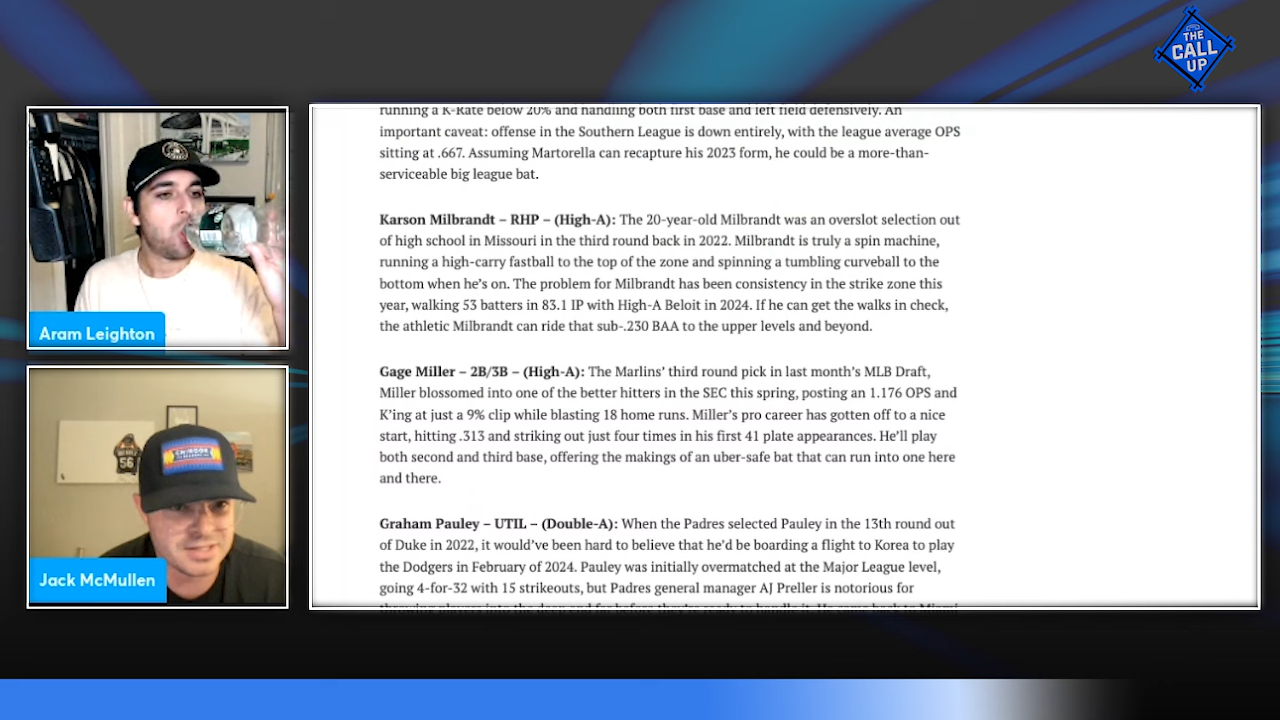 THE
CALL
UP
running a K-Rate below 20% and handling both first base and left field defensively. An
important caveat: offense in the Southern League is down entirely, with the league average OPS
sitting at .667. Assuming Martorella can recapture his 2023 form, he could be a more-than-
serviceable big league bat.
Karson Milbrandt – RHP – (High-A): The 20-year-old Milbrandt was an overslot selection out
of high school in Missouri in the third round back in 2022. Milbrandt is truly a spin machine,
running a high-carry fastball to the top of the zone and spinning a tumbling curveball to the
bottom when he's on. The problem for Milbrandt has been consistency in the strike zone this
year, walking 53 batters in 83.1 IP with High-A Beloit in 2024. If he can get the walks in check,
the athletic Milbrandt can ride that sub-.230 BAA to the upper levels and beyond.
Gage Miller – 2B/3B – (High-A): The Marlins' third round pick in last month's MLB Draft,
Miller blossomed into one of the better hitters in the SEC this spring, posting an 1.176 OPS and
K'ing at just a 9% clip while blasting 18 home runs. Miller's pro career has gotten off to a nice
start, hitting .313 and striking out just four times in his first 41 plate appearances. He'll play
both second and third base, offering the makings of an uber-safe bat that can run into one here
and there.
Graham Pauley – UTIL – (Double-A): When the Padres selected Pauley in the 13th round out
of Duke in 2022, it would've been hard to believe that he'd be boarding a flight to Korea to play
the Dodgers in February of 2024. Pauley was initially overmatched at the Major League level,
going 4-for-32 with 15 strikeouts, but Padres general manager AJ Preller is notorious for
Aram Leighton
56
Jack McMullen